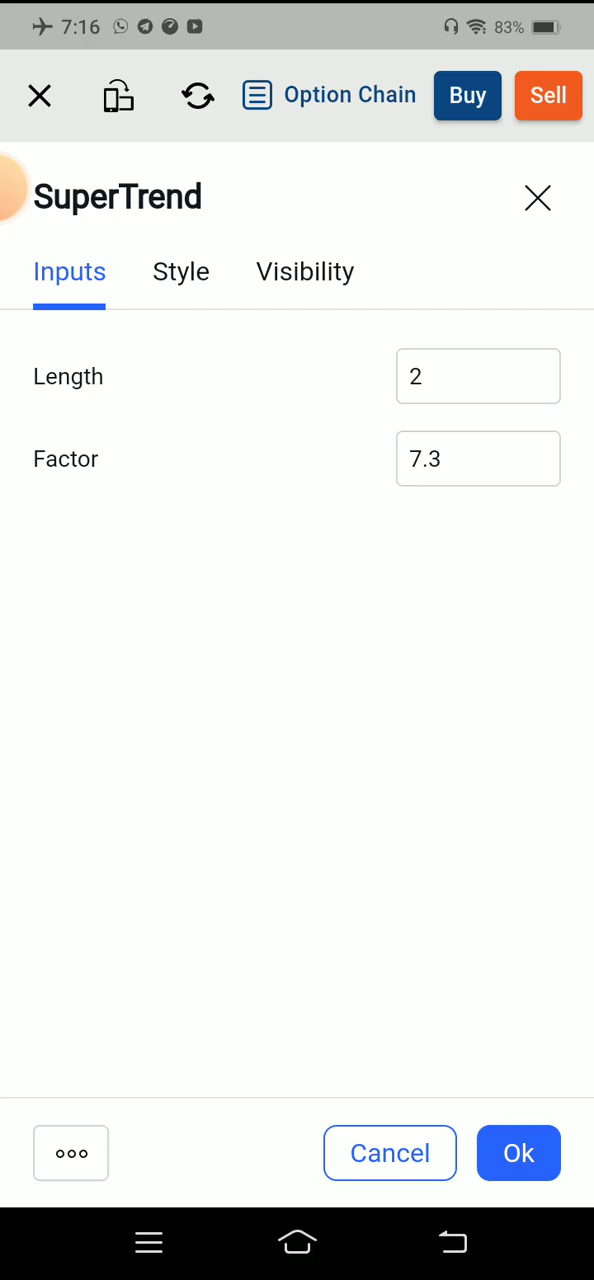 7:16 83%
Option Chain Buy Sell
SuperTrend
Inputs Style Visibility
Length 2
Factor 7.3
Cancel Ok